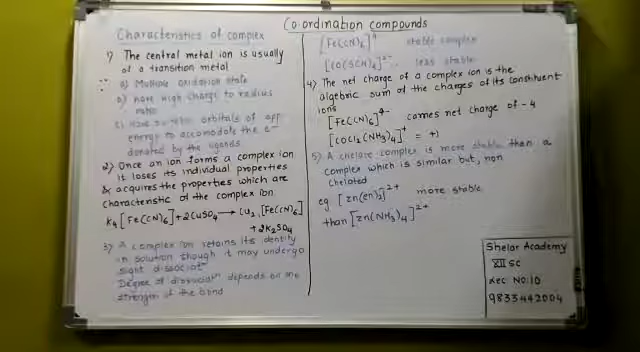 Co ordination compounds
Characteristics of complex
1) The central metal ion is usually
of a transition metal
∵ a) Multiple oxidation state
b) have high charge to radius
ratio
c) have orbitals of app
energy to accomodate the e⁻
donated by the ligands
2) Once an ion forms a complex ion
it loses its individual properties
& acquires the properties which are
characteristic of the complex ion.
K4[Fe(CN)6]+2CuSO4 → Cu2[Fe(CN)6]
+2K2SO4
3) A complex ion retains its identity
in solution though it may undergo
sight dissociatⁿ
Degree of dissociatⁿ depends on the
strength of the bond
[Fe(CN)6]⁴⁻ stable complex
[CO(SCN)4]²⁻ less stable
4) The net charge of a complex ion is the
algebric sum of the charges of its constituent
ions
[Fe(CN)6]⁴⁻ carries net charge of -4
[COCl2(NH3)4]⁺ = +1
5) A chelate complex is more stable than a
complex which is similar but, non
chelated
eg. [Zn(en)2]²⁺ more stable
than [Zn(NH3)4]²⁺
Shelar Academy
XII SC
Lec NO:10
9833442004